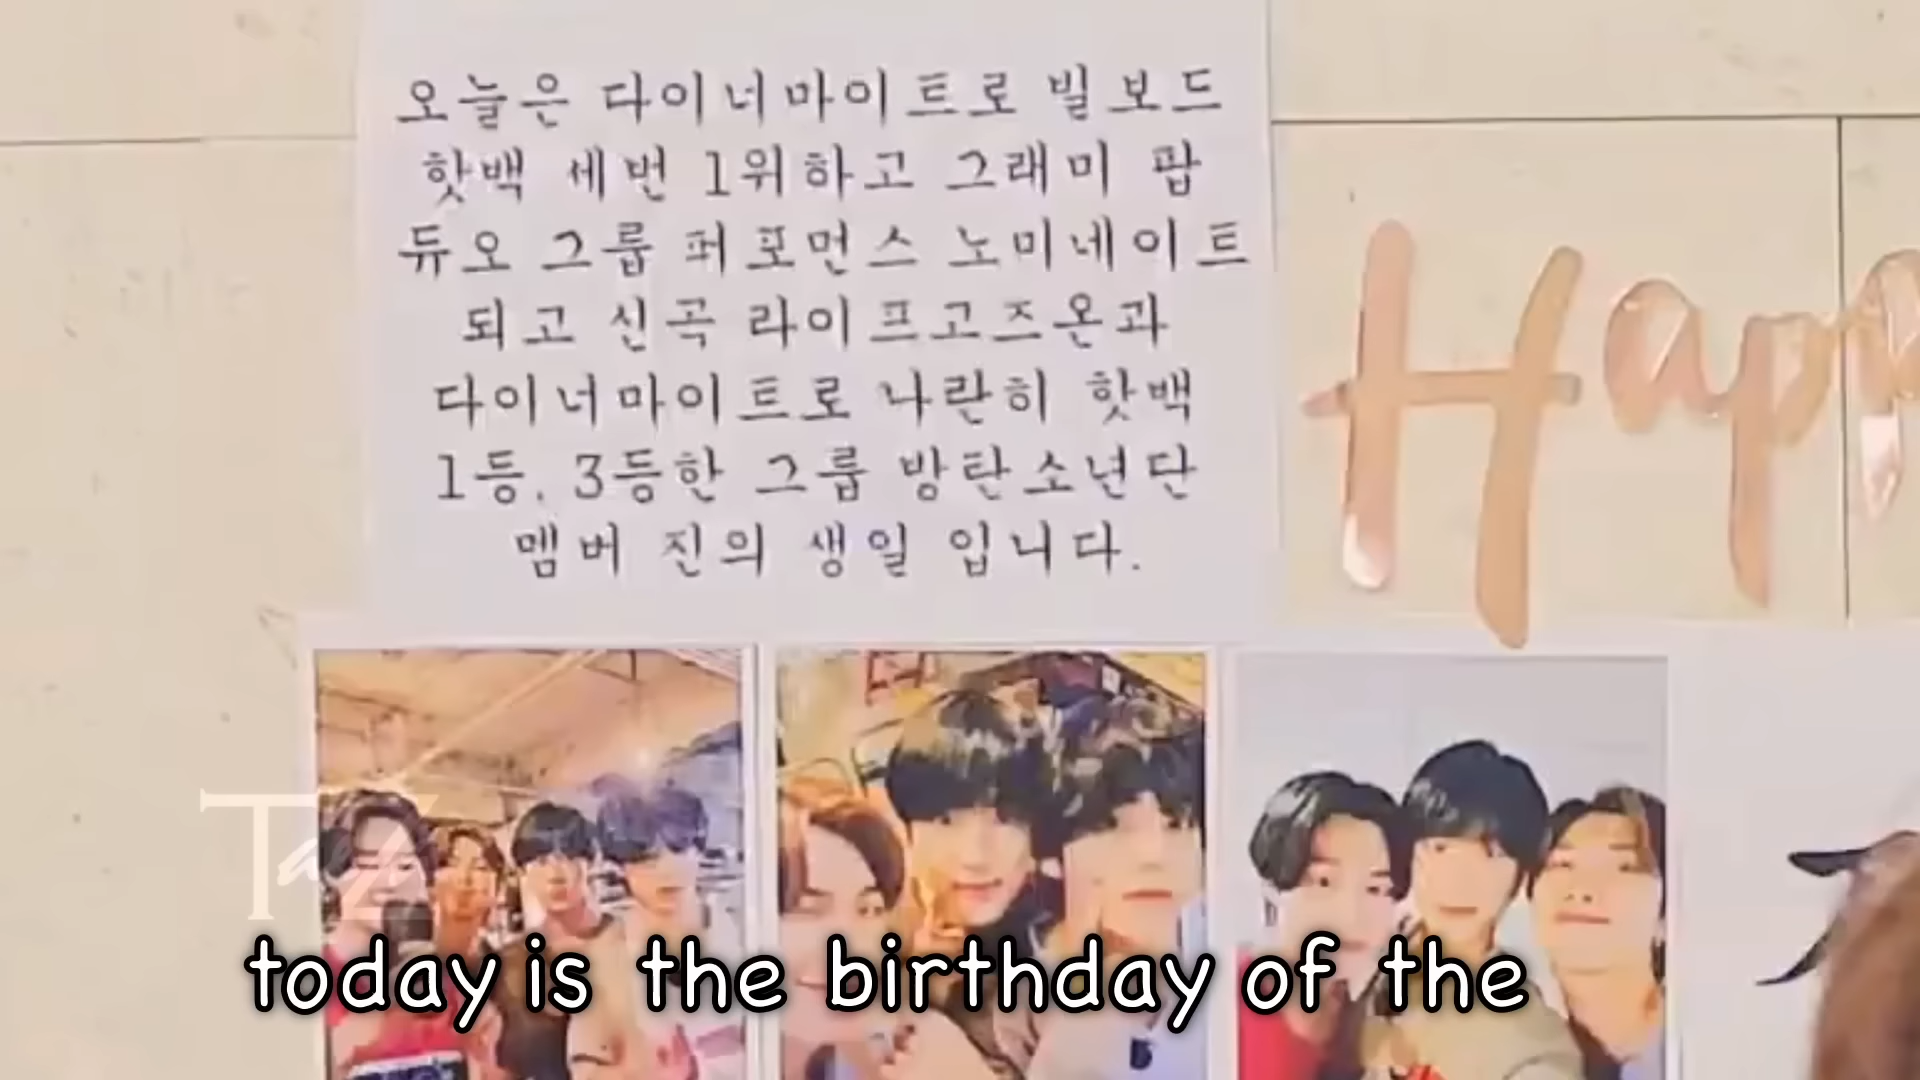 오늘은 다이너마이트로 빌보드
핫백 세번 1위하고 그래미 팝
듀오 그룹 퍼포먼스 노미네이트
되고 신곡 라이프고즈온과
다이너마이트로 나란히 핫백
1등, 3등한 그룹 방탄소년단
멤버 진의 생일 입니다.
Happ
today is the birthday of the